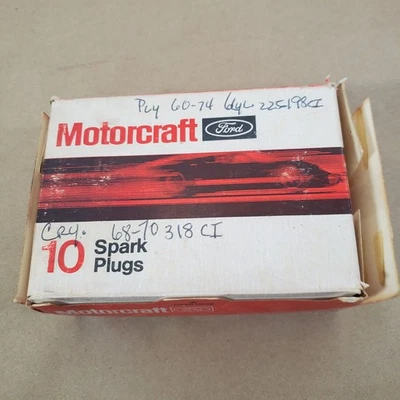 Ply 60-74 6cyl 225-198CI
Motorcraft Ford
Cry. 68-70 318 CI
10 Spark
Plugs
Motorcraft